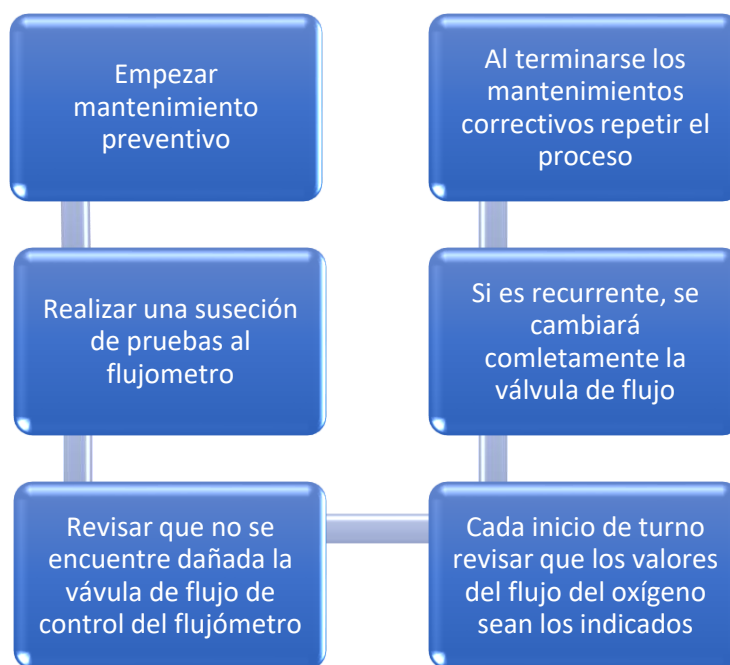 Empezar
mantenimiento
preventivo
Realizar una suseción
de pruebas al
flujometro
Revisar que no se
encuentre dañada la
vávula de flujo de
control del flujómetro
Cada inicio de turno
revisar que los valores
del flujo del oxígeno
sean los indicados
Si es recurrente, se
cambiará
comletamente la
válvula de flujo
Al terminarse los
mantenimientos
correctivos repetir el
proceso